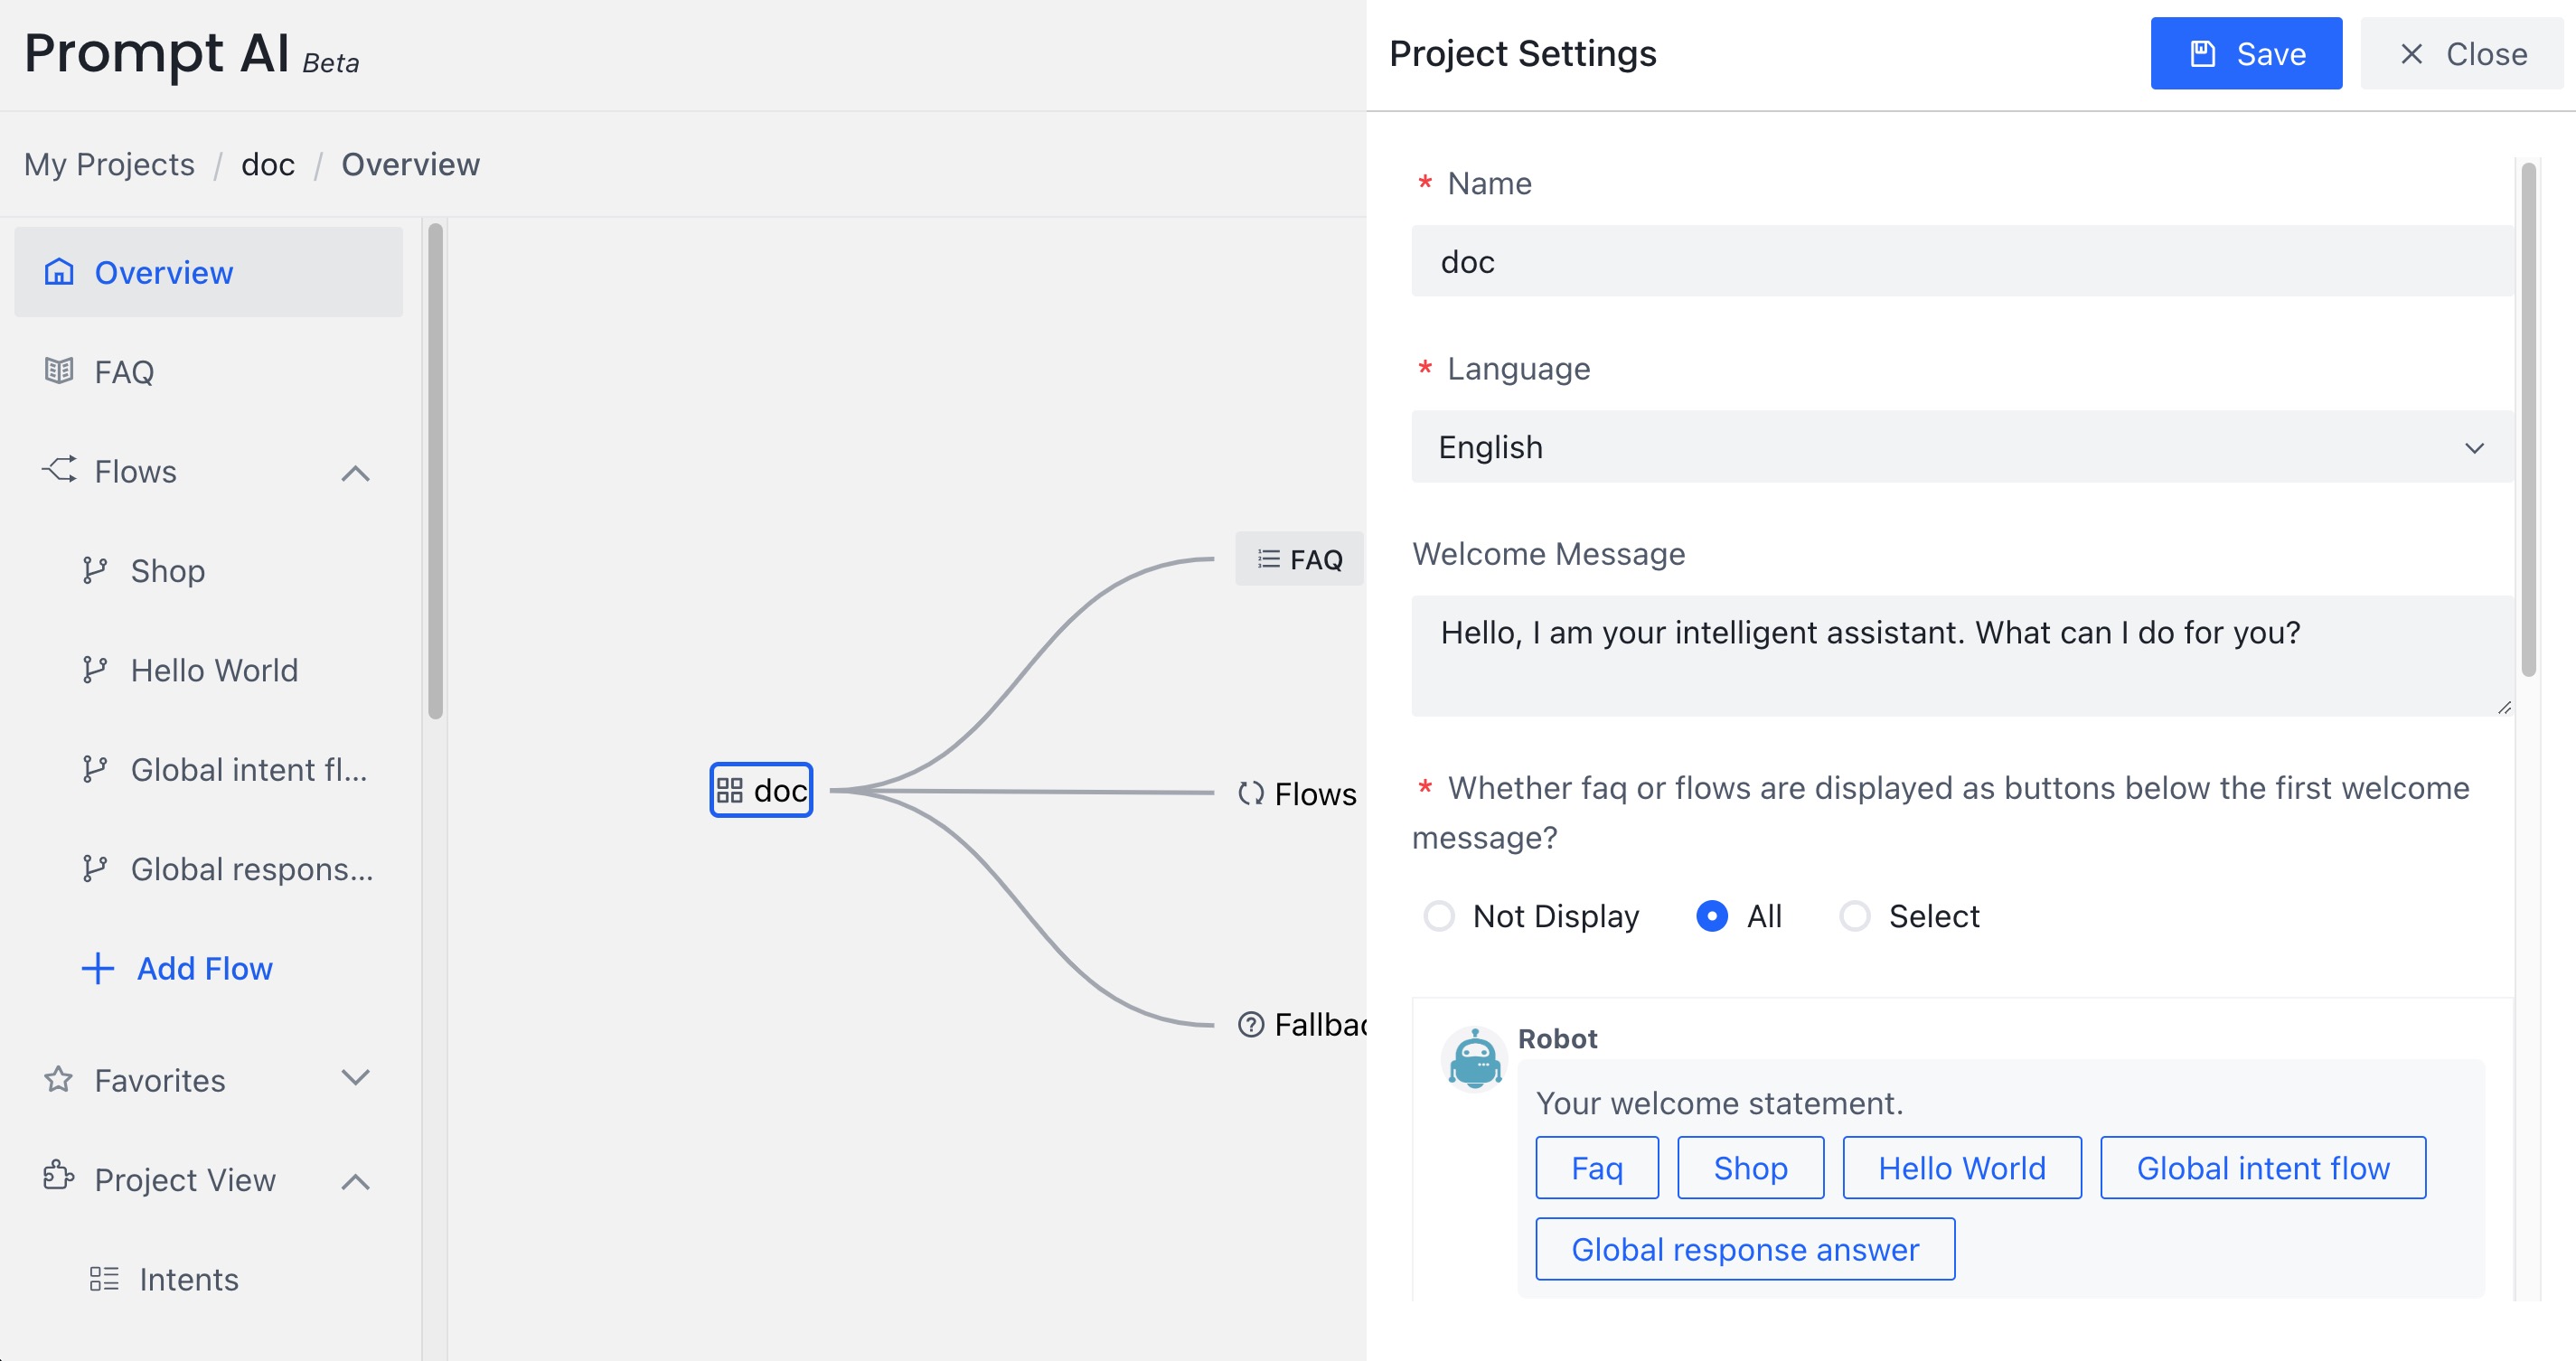 Prompt AI Beta
My Projects / doc / Overview
Overview
FAQ
Flows
Shop
Hello World
Global intent fl...
Global respons...
Add Flow
Favorites
Project View
Intents
doc
FAQ
Flows
Fallbac
Project Settings
Save
Close
* Name
doc
* Language
English
Welcome Message
Hello, I am your intelligent assistant. What can I do for you?
* Whether faq or flows are displayed as buttons below the first welcome
message?
Not Display All Select
Robot
Your welcome statement.
Faq Shop Hello World Global intent flow
Global response answer